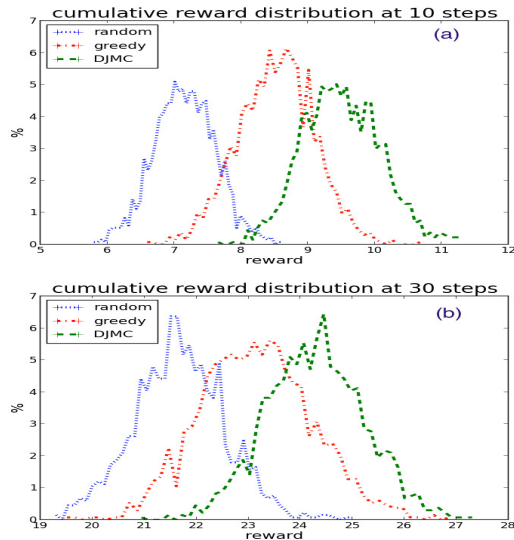 cumulative reward distribution at 10 steps
7
6
5
4
3
2
1
0
%
random
greedy
DJMC
(a)
5 6 7 8 9 10 11 12
reward
cumulative reward distribution at 30 steps
7
6
5
4
3
2
1
0
%
random
greedy
DJMC
(b)
19 20 21 22 23 24 25 26 27 28
reward